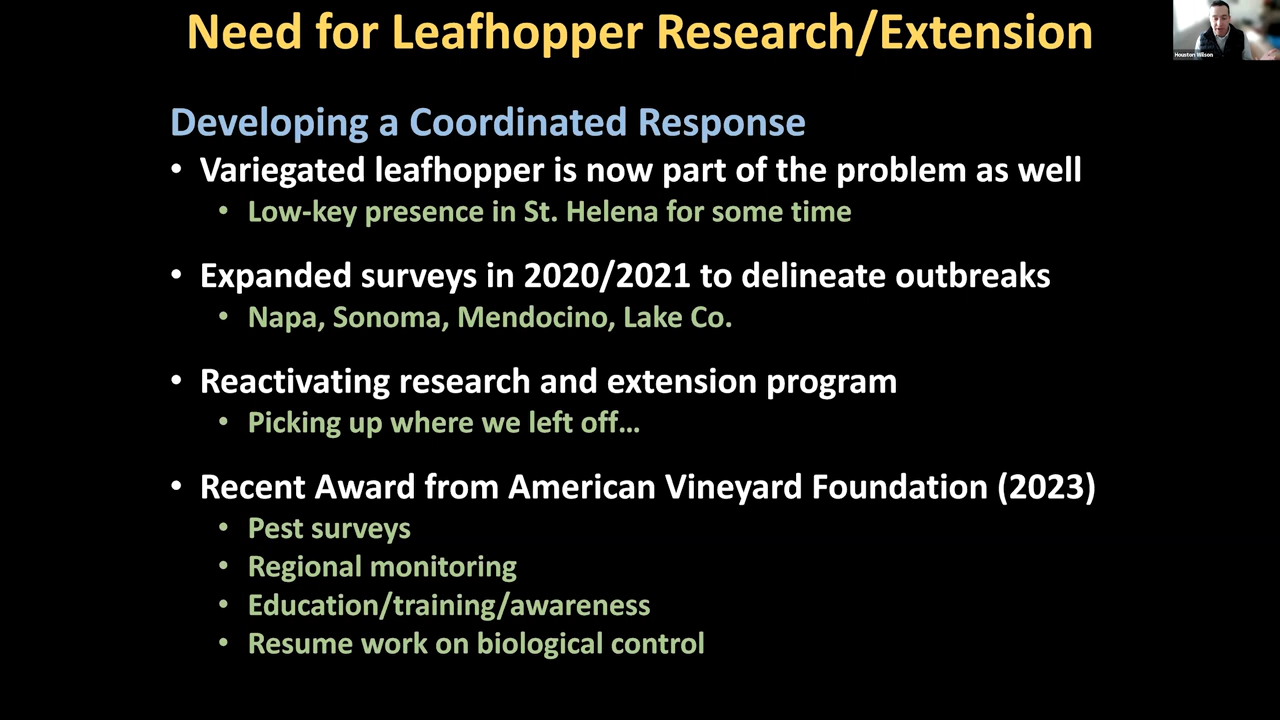 Need for Leafhopper Research/Extension
Houston Wilson
Developing a Coordinated Response
• Variegated leafhopper is now part of the problem as well
• Low-key presence in St. Helena for some time
• Expanded surveys in 2020/2021 to delineate outbreaks
• Napa, Sonoma, Mendocino, Lake Co.
• Reactivating research and extension program
• Picking up where we left off…
• Recent Award from American Vineyard Foundation (2023)
• Pest surveys
• Regional monitoring
• Education/training/awareness
• Resume work on biological control